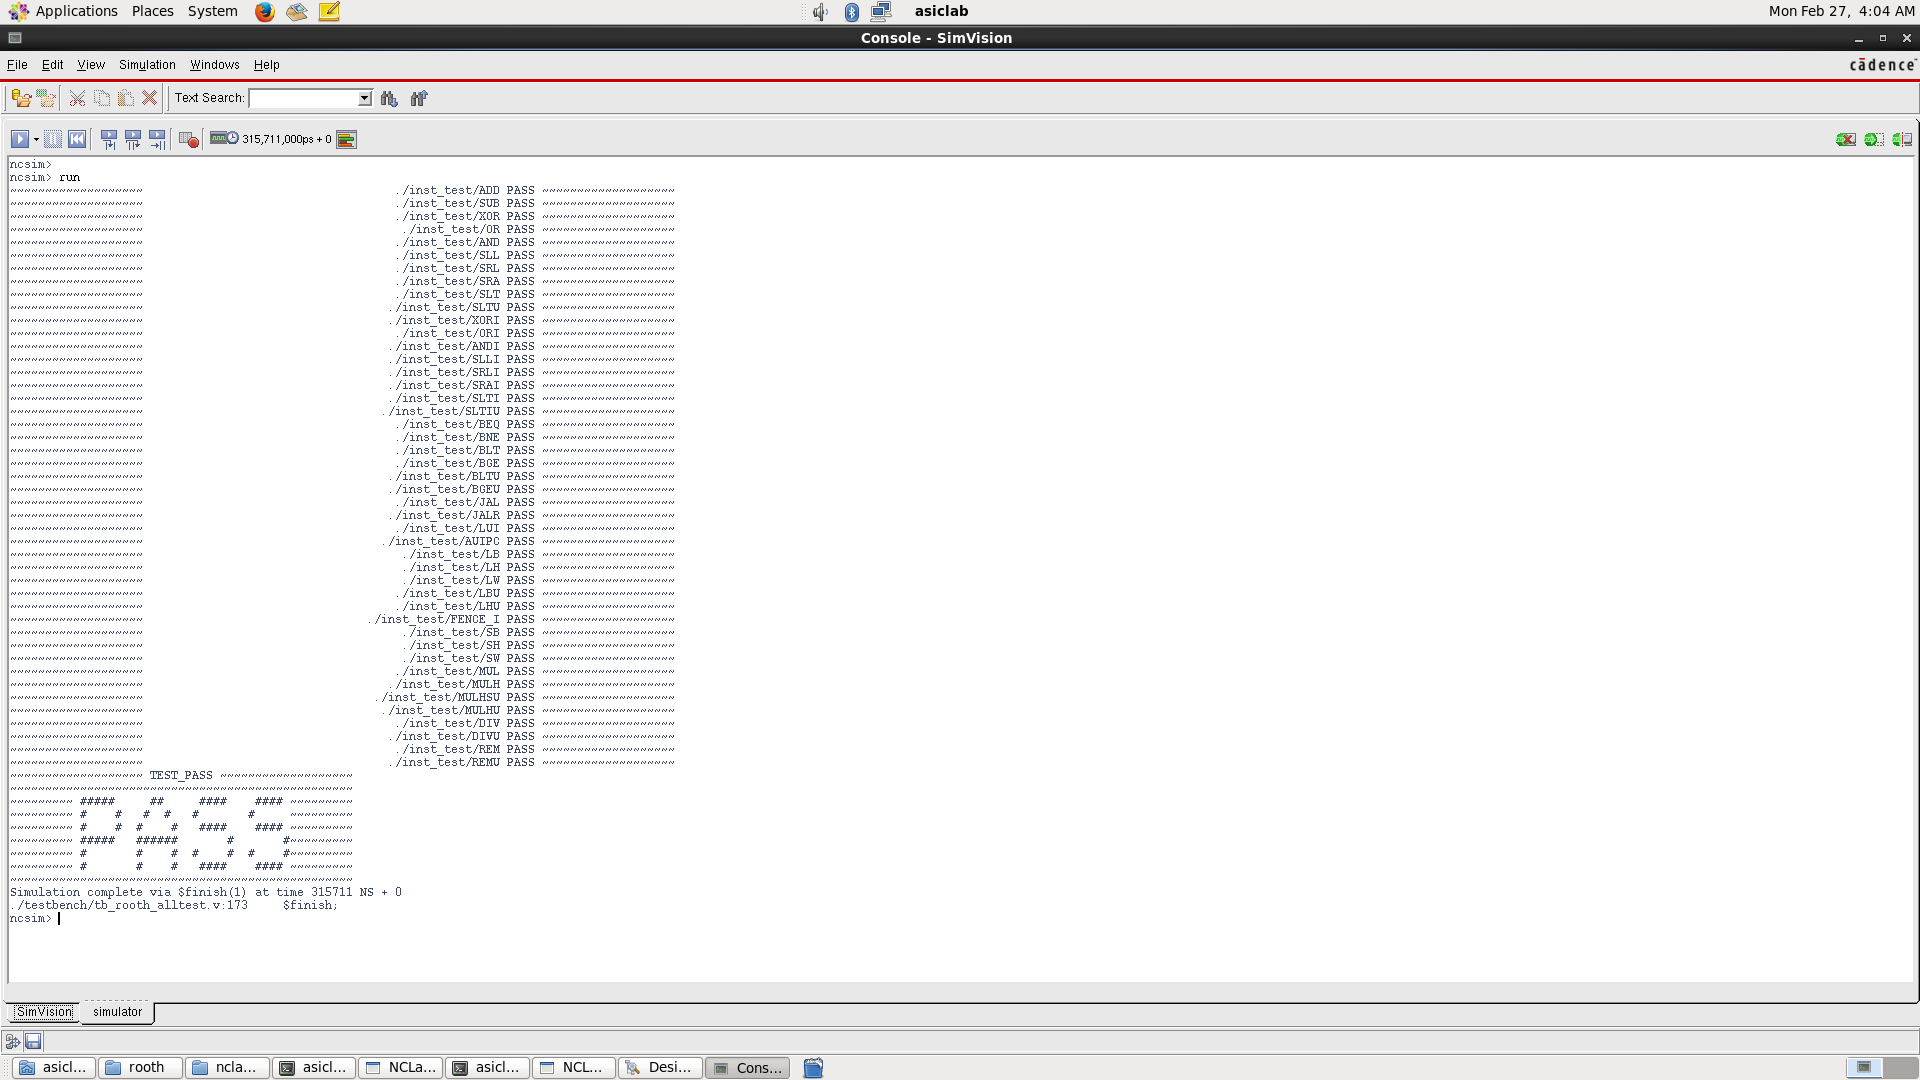 Applications Places System asiclab Mon Feb 27, 4:04 AM
Console - SimVision
File Edit View Simulation Windows Help cādence
Text Search:
315,711,000ps + 0
ncsim>
ncsim> run
~~~~~~~~~~~~~~~~~~~ ./inst_test/ADD PASS ~~~~~~~~~~~~~~~~~~~
~~~~~~~~~~~~~~~~~~~ ./inst_test/SUB PASS ~~~~~~~~~~~~~~~~~~~
~~~~~~~~~~~~~~~~~~~ ./inst_test/XOR PASS ~~~~~~~~~~~~~~~~~~~
~~~~~~~~~~~~~~~~~~~ ./inst_test/OR PASS ~~~~~~~~~~~~~~~~~~~
~~~~~~~~~~~~~~~~~~~ ./inst_test/AND PASS ~~~~~~~~~~~~~~~~~~~
~~~~~~~~~~~~~~~~~~~ ./inst_test/SLL PASS ~~~~~~~~~~~~~~~~~~~
~~~~~~~~~~~~~~~~~~~ ./inst_test/SRL PASS ~~~~~~~~~~~~~~~~~~~
~~~~~~~~~~~~~~~~~~~ ./inst_test/SRA PASS ~~~~~~~~~~~~~~~~~~~
~~~~~~~~~~~~~~~~~~~ ./inst_test/SLT PASS ~~~~~~~~~~~~~~~~~~~
~~~~~~~~~~~~~~~~~~~ ./inst_test/SLTU PASS ~~~~~~~~~~~~~~~~~~~
~~~~~~~~~~~~~~~~~~~ ./inst_test/XORI PASS ~~~~~~~~~~~~~~~~~~~
~~~~~~~~~~~~~~~~~~~ ./inst_test/ORI PASS ~~~~~~~~~~~~~~~~~~~
~~~~~~~~~~~~~~~~~~~ ./inst_test/ANDI PASS ~~~~~~~~~~~~~~~~~~~
~~~~~~~~~~~~~~~~~~~ ./inst_test/SLLI PASS ~~~~~~~~~~~~~~~~~~~
~~~~~~~~~~~~~~~~~~~ ./inst_test/SRLI PASS ~~~~~~~~~~~~~~~~~~~
~~~~~~~~~~~~~~~~~~~ ./inst_test/SRAI PASS ~~~~~~~~~~~~~~~~~~~
~~~~~~~~~~~~~~~~~~~ ./inst_test/SLTI PASS ~~~~~~~~~~~~~~~~~~~
~~~~~~~~~~~~~~~~~~~ ./inst_test/SLTIU PASS ~~~~~~~~~~~~~~~~~~~
~~~~~~~~~~~~~~~~~~~ ./inst_test/BEQ PASS ~~~~~~~~~~~~~~~~~~~
~~~~~~~~~~~~~~~~~~~ ./inst_test/BNE PASS ~~~~~~~~~~~~~~~~~~~
~~~~~~~~~~~~~~~~~~~ ./inst_test/BLT PASS ~~~~~~~~~~~~~~~~~~~
~~~~~~~~~~~~~~~~~~~ ./inst_test/BGE PASS ~~~~~~~~~~~~~~~~~~~
~~~~~~~~~~~~~~~~~~~ ./inst_test/BLTU PASS ~~~~~~~~~~~~~~~~~~~
~~~~~~~~~~~~~~~~~~~ ./inst_test/BGEU PASS ~~~~~~~~~~~~~~~~~~~
~~~~~~~~~~~~~~~~~~~ ./inst_test/JAL PASS ~~~~~~~~~~~~~~~~~~~
~~~~~~~~~~~~~~~~~~~ ./inst_test/JALR PASS ~~~~~~~~~~~~~~~~~~~
~~~~~~~~~~~~~~~~~~~ ./inst_test/LUI PASS ~~~~~~~~~~~~~~~~~~~
~~~~~~~~~~~~~~~~~~~ ./inst_test/AUIPC PASS ~~~~~~~~~~~~~~~~~~~
~~~~~~~~~~~~~~~~~~~ ./inst_test/LB PASS ~~~~~~~~~~~~~~~~~~~
~~~~~~~~~~~~~~~~~~~ ./inst_test/LH PASS ~~~~~~~~~~~~~~~~~~~
~~~~~~~~~~~~~~~~~~~ ./inst_test/LW PASS ~~~~~~~~~~~~~~~~~~~
~~~~~~~~~~~~~~~~~~~ ./inst_test/LBU PASS ~~~~~~~~~~~~~~~~~~~
~~~~~~~~~~~~~~~~~~~ ./inst_test/LHU PASS ~~~~~~~~~~~~~~~~~~~
~~~~~~~~~~~~~~~~~~~ ./inst_test/FENCE_I PASS ~~~~~~~~~~~~~~~~~~~
~~~~~~~~~~~~~~~~~~~ ./inst_test/SB PASS ~~~~~~~~~~~~~~~~~~~
~~~~~~~~~~~~~~~~~~~ ./inst_test/SH PASS ~~~~~~~~~~~~~~~~~~~
~~~~~~~~~~~~~~~~~~~ ./inst_test/SW PASS ~~~~~~~~~~~~~~~~~~~
~~~~~~~~~~~~~~~~~~~ ./inst_test/MUL PASS ~~~~~~~~~~~~~~~~~~~
~~~~~~~~~~~~~~~~~~~ ./inst_test/MULH PASS ~~~~~~~~~~~~~~~~~~~
~~~~~~~~~~~~~~~~~~~ ./inst_test/MULHSU PASS ~~~~~~~~~~~~~~~~~~~
~~~~~~~~~~~~~~~~~~~ ./inst_test/MULHU PASS ~~~~~~~~~~~~~~~~~~~
~~~~~~~~~~~~~~~~~~~ ./inst_test/DIV PASS ~~~~~~~~~~~~~~~~~~~
~~~~~~~~~~~~~~~~~~~ ./inst_test/DIVU PASS ~~~~~~~~~~~~~~~~~~~
~~~~~~~~~~~~~~~~~~~ ./inst_test/REM PASS ~~~~~~~~~~~~~~~~~~~
~~~~~~~~~~~~~~~~~~~ ./inst_test/REMU PASS ~~~~~~~~~~~~~~~~~~~
~~~~~~~~~~~~~~~~~~~ TEST_PASS ~~~~~~~~~~~~~~~~~~~
~~~~~~~~~~~~~~~~~~~~~~~~~~~~~~~~~~~~~~~~~~~~~~~~~
~~~~~~~~~ #####     ##     ####    #### ~~~~~~~~~
~~~~~~~~~ #    #   #  #   #       #     ~~~~~~~~~
~~~~~~~~~ #    #  #    #   ####    #### ~~~~~~~~~
~~~~~~~~~ #####   ######       #       #~~~~~~~~~
~~~~~~~~~ #       #    #  #    #  #    #~~~~~~~~~
~~~~~~~~~ #       #    #   ####    #### ~~~~~~~~~
~~~~~~~~~~~~~~~~~~~~~~~~~~~~~~~~~~~~~~~~~~~~~~~~~
Simulation complete via $finish(1) at time 315711 NS + 0
./testbench/tb_rooth_alltest.v:173     $finish;
ncsim>
SimVision simulator
asicl... rooth ncla... asicl... NCLa... asicl... NCL... Desi... Cons...